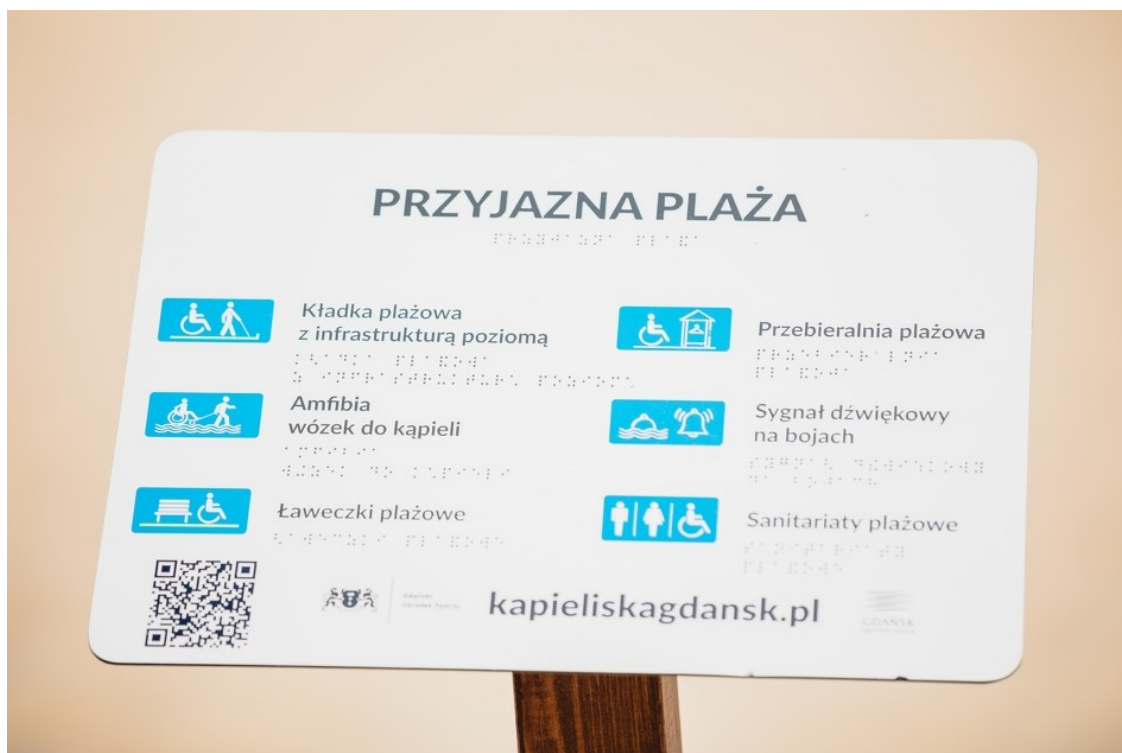 PRZYJAZNA PLAŻA
Kładka plażowa
z infrastrukturą poziomą
Amfibia
wózek do kąpieli
Ławeczki plażowe
Przebieralnia plażowa
Sygnał dźwiękowy
na bojach
Sanitariaty plażowe
kapieliskagdansk.pl
GDAŃSK